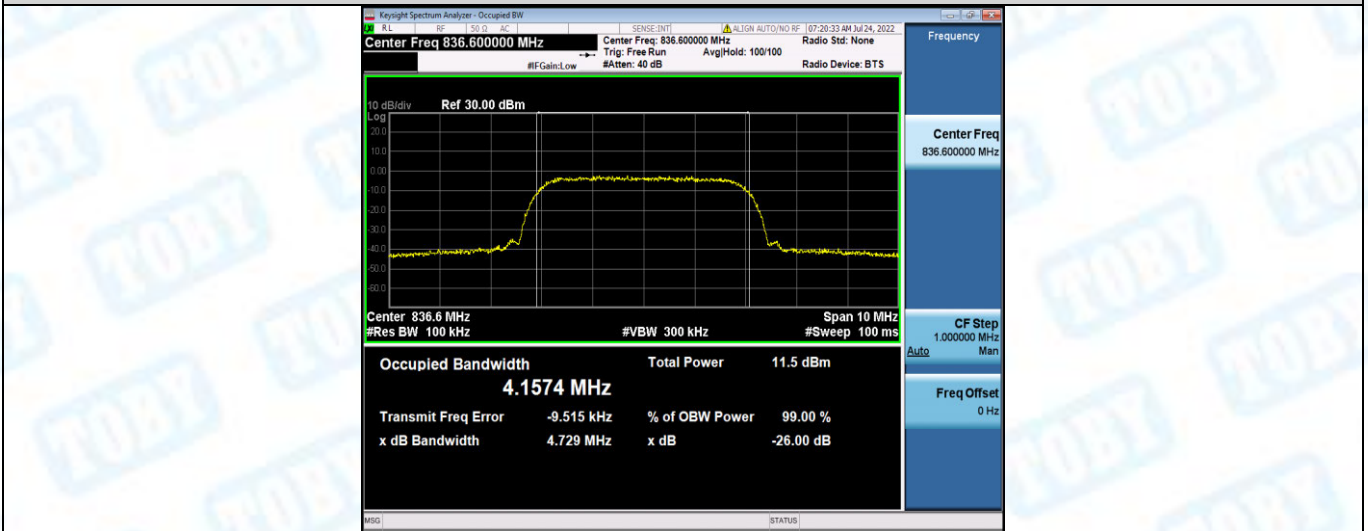 Keysight Spectrum Analyzer - Occupied BW
RL RF 50 Ω AC SENSE:INT ALIGN AUTO/NO RF 07:20:33 AM Jul 24, 2022
Center Freq 836.600000 MHz
Center Freq: 836.600000 MHz Radio Std: None
Trig: Free Run Avg|Hold: 100/100
#IFGain:Low #Atten: 40 dB Radio Device: BTS
Frequency
10 dB/div Ref 30.00 dBm
Log
20.0
10.0
0.00
-10.0
-20.0
-30.0
-40.0
-50.0
-60.0
Center 836.6 MHz Span 10 MHz
#Res BW 100 kHz #VBW 300 kHz #Sweep 100 ms
Occupied Bandwidth Total Power 11.5 dBm
4.1574 MHz
Transmit Freq Error -9.515 kHz % of OBW Power 99.00 %
x dB Bandwidth 4.729 MHz x dB -26.00 dB
Center Freq
836.600000 MHz
CF Step
1.000000 MHz
Auto Man
Freq Offset
0 Hz
MSG STATUS
TOBY
TOBY
TOBY
TOBY
TOBY
TOBY
TOBY
TOBY